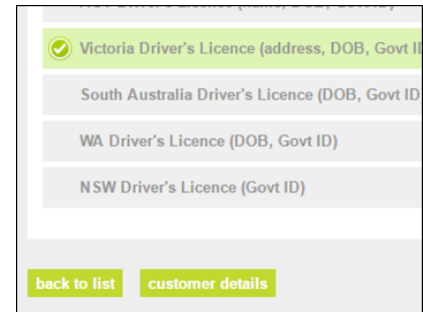 Victoria Driver's Licence (address, DOB, Govt
South Australia Driver's Licence (DOB, Govt ID
WA Driver's Licence (DOB, Govt ID)
NSW Driver's Licence (Govt ID)
back to list customer details